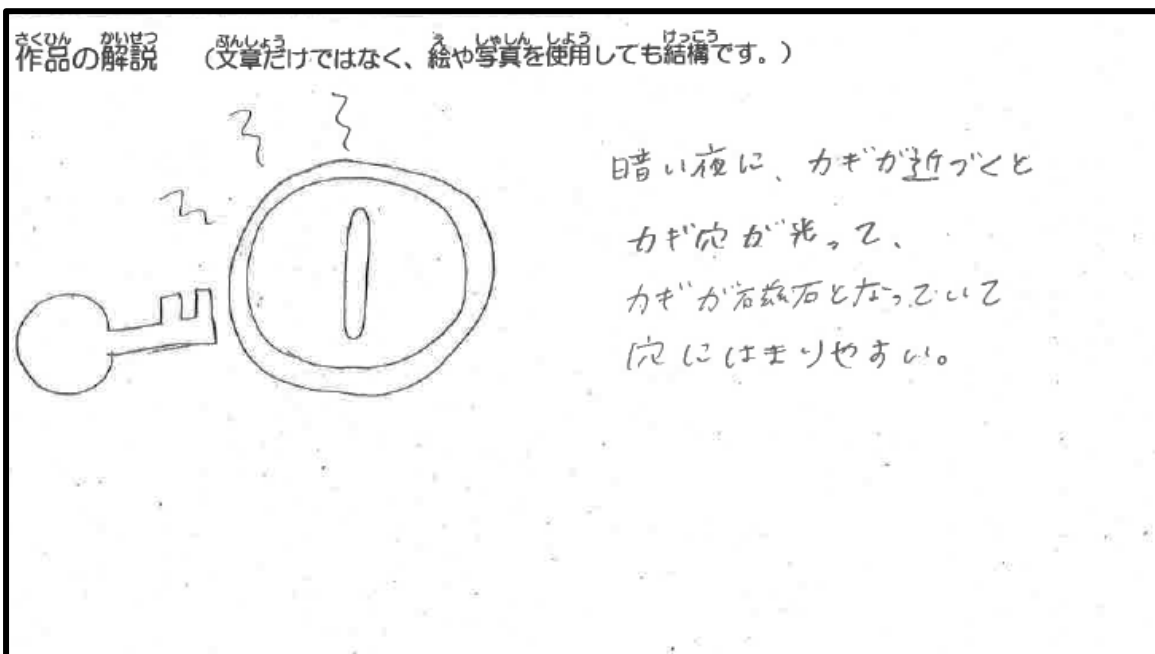 作品の解説 (文章だけではなく、絵や写真を使用しても結構です。)
暗い夜に、カギが近づくと
カギ穴が光って、
カギが磁石となっていて
穴にはまりやすい。